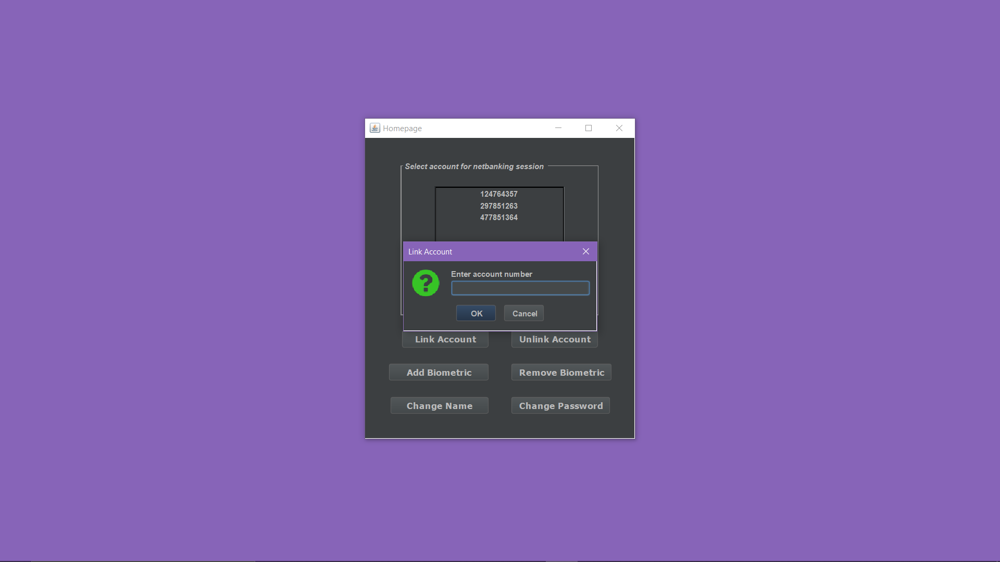 Homepage
Select account for netbanking session
124764357
297851263
477851364
Link Account
Enter account number
OK Cancel
Link Account Unlink Account
Add Biometric Remove Biometric
Change Name Change Password